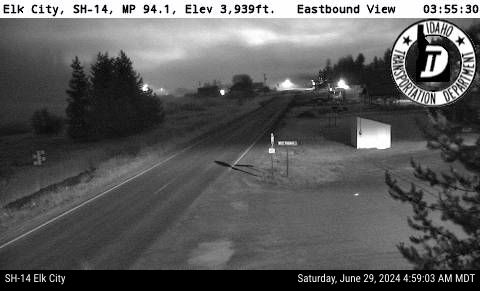 Elk City, SH-14, MP 94.1, Elev 3,939ft. Eastbound View 03:55:30
IDAHO
TRANSPORTATION DEPARTMENT
SH-14 Elk City
Saturday, June 29, 2024 4:59:03 AM MDT